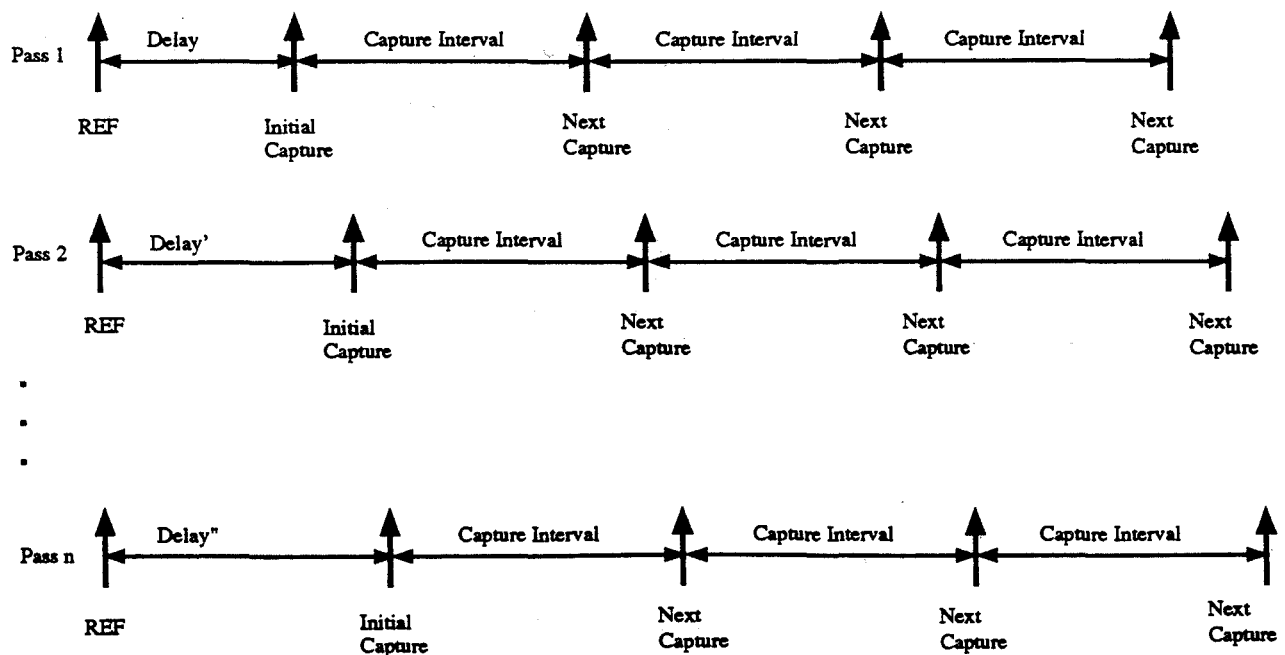 Delay Capture Interval Capture Interval Capture Interval
Pass 1
REF Initial Capture Next Capture Next Capture Next Capture
Delay' Capture Interval Capture Interval Capture Interval
Pass 2
REF Initial Capture Next Capture Next Capture Next Capture
Delay" Capture Interval Capture Interval Capture Interval
Pass n
REF Initial Capture Next Capture Next Capture Next Capture